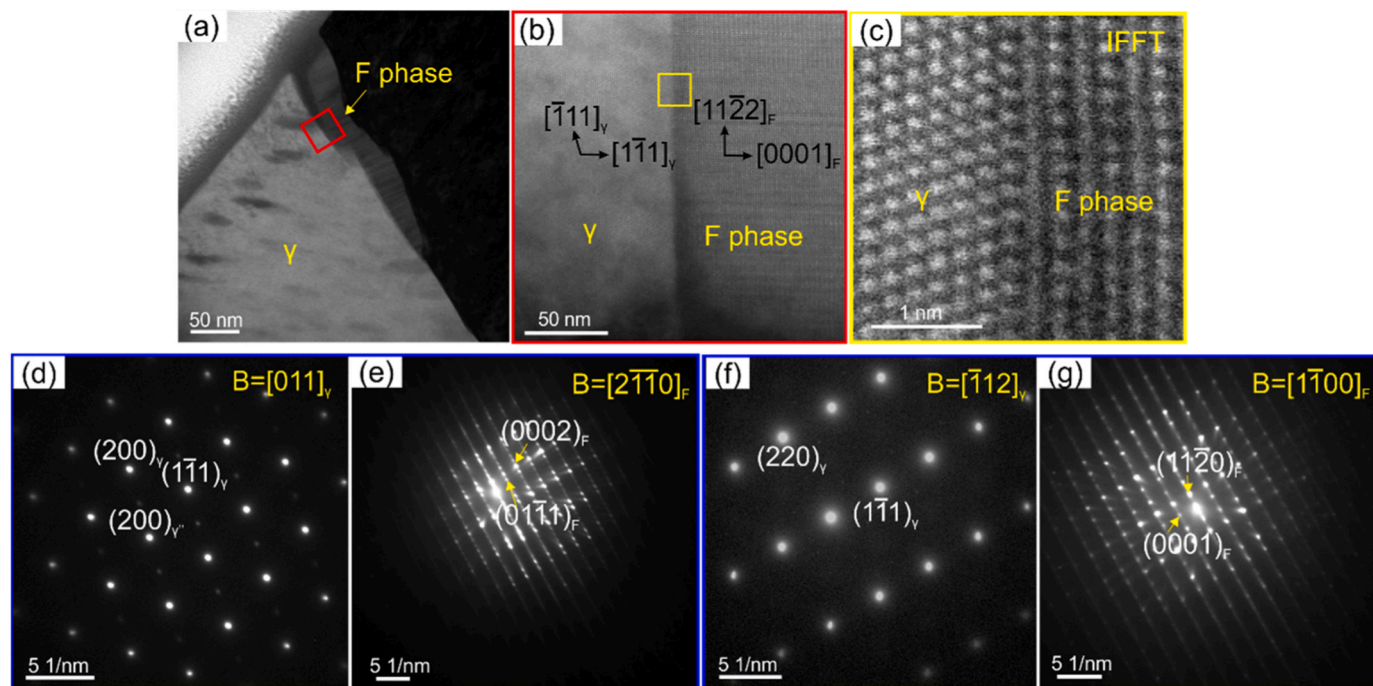 (a)
F phase
γ
50 nm
(b)
[1̅11]γ
[11̅1]γ
[112̅2]F
[0001]F
γ
F phase
50 nm
(c)
IFFT
γ
F phase
1 nm
(d)
B=[011]γ
(200)γ
(11̅1)γ
(200)γ"
5 1/nm
(e)
B=[21̅1̅0]F
(0002)F
(011̅1)F
5 1/nm
(f)
B=[1̅12]γ
(220)γ
(11̅1)γ
5 1/nm
(g)
B=[11̅00]F
(112̅0)F
(0001)F
5 1/nm